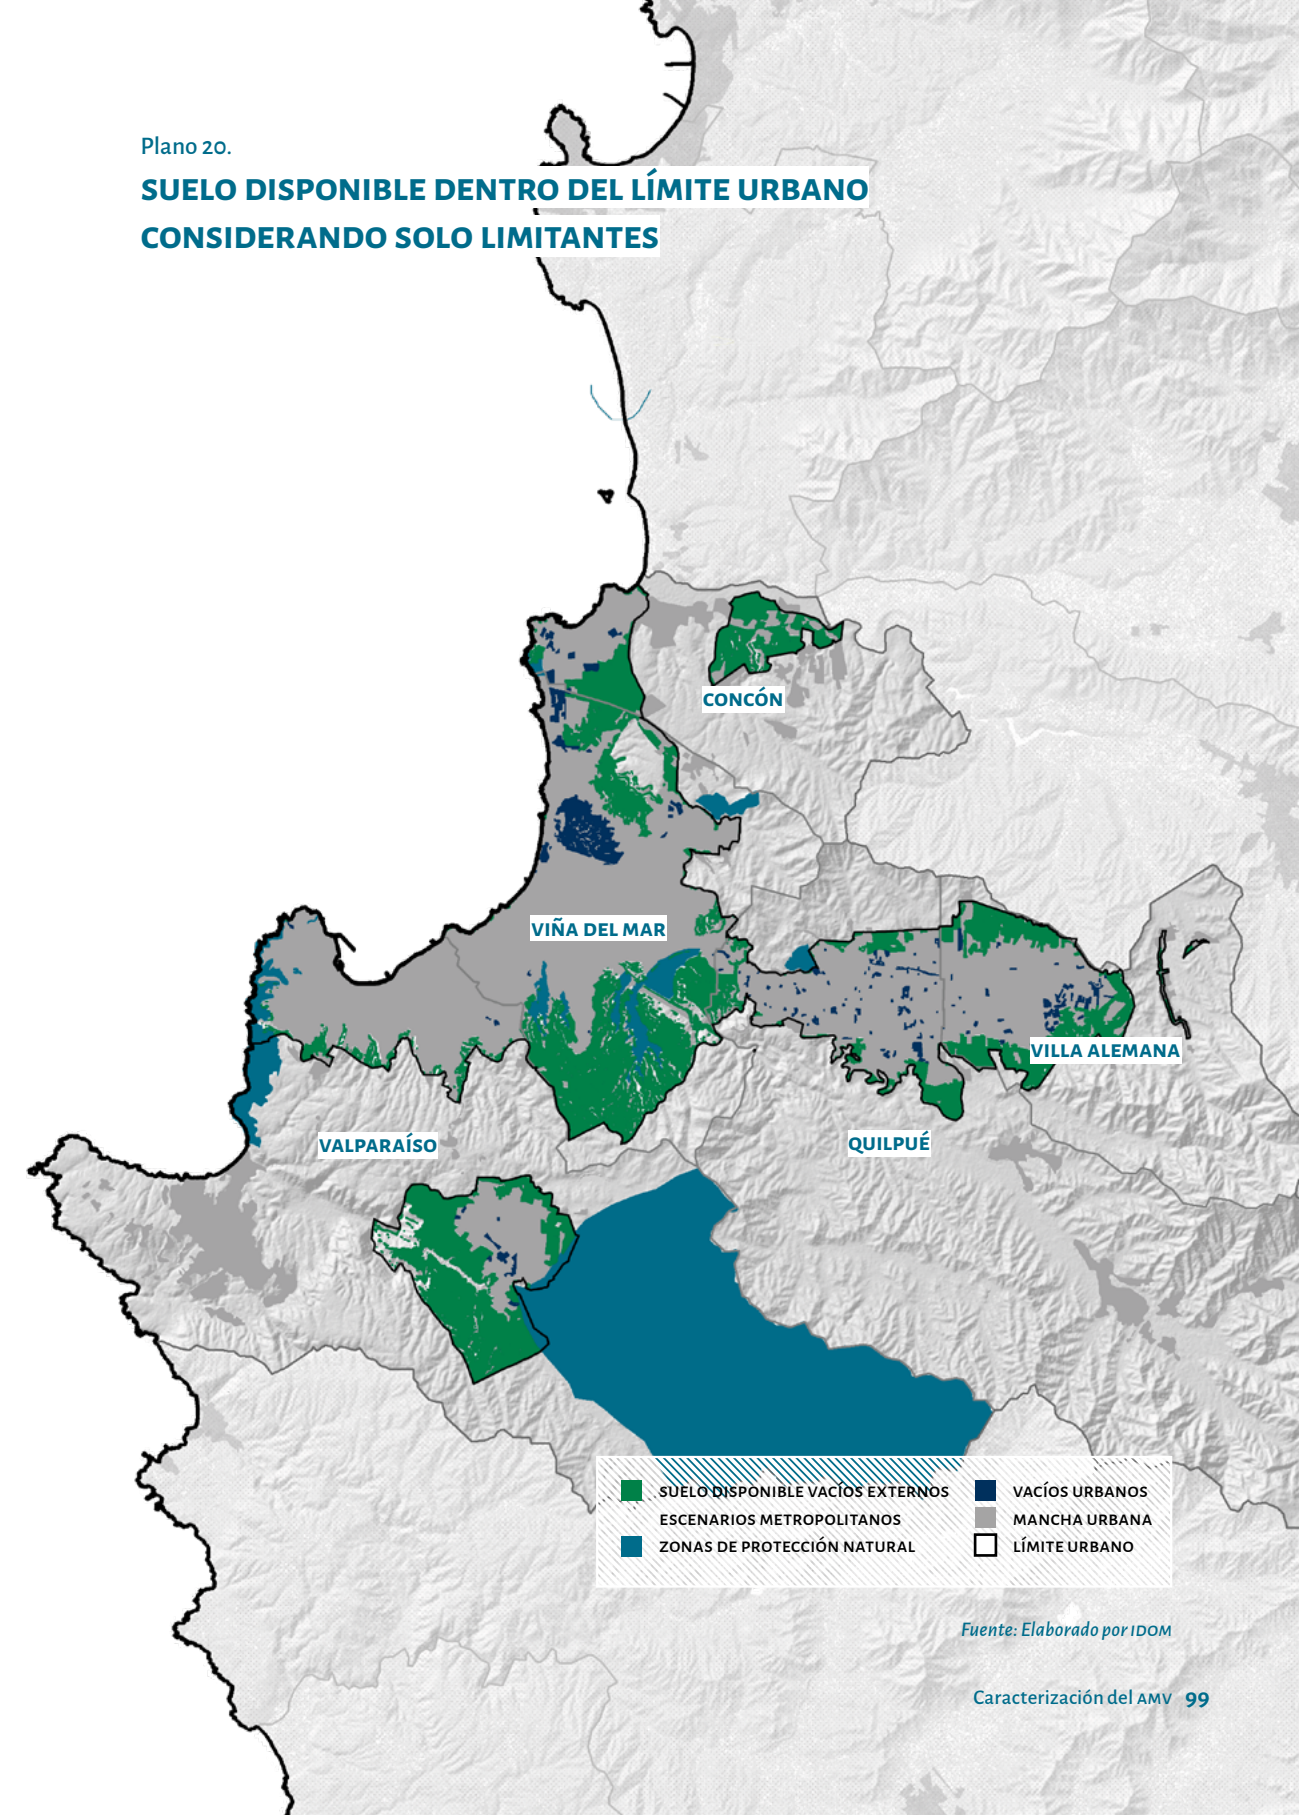 Plano 20.
SUELO DISPONIBLE DENTRO DEL LÍMITE URBANO
CONSIDERANDO SOLO LIMITANTES
CONCÓN
VIÑA DEL MAR
VILLA ALEMANA
VALPARAÍSO
QUILPUÉ
SUELO DISPONIBLE VACÍOS EXTERNOS
ESCENARIOS METROPOLITANOS
ZONAS DE PROTECCIÓN NATURAL
VACÍOS URBANOS
MANCHA URBANA
LÍMITE URBANO
Fuente: Elaborado por IDOM
Caracterización del AMV 99